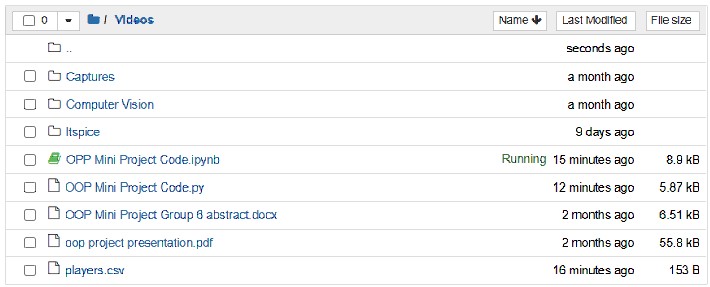 0 / Videos Name Last Modified File size
.. seconds ago
Captures a month ago
Computer Vision a month ago
ltspice 9 days ago
OPP Mini Project Code.ipynb Running 15 minutes ago 8.9 kB
OOP Mini Project Code.py 12 minutes ago 5.87 kB
OOP Mini Project Group 6 abstract.docx 2 months ago 6.51 kB
oop project presentation.pdf 2 months ago 55.8 kB
players.csv 16 minutes ago 153 B